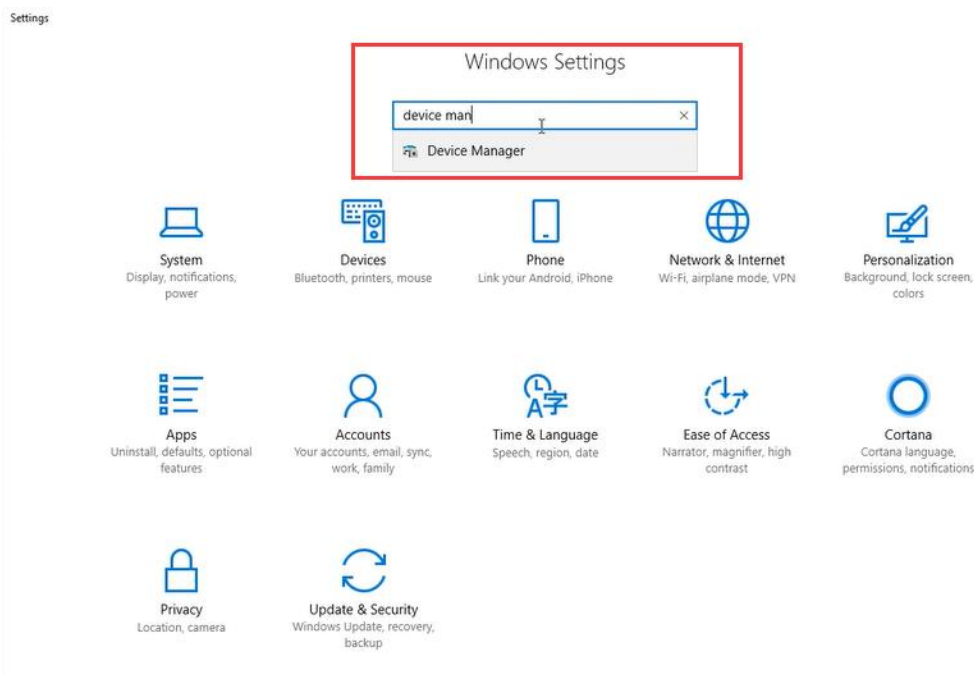 Settings
Windows Settings
device man
Device Manager
System
Display, notifications,
power
Devices
Bluetooth, printers, mouse
Phone
Link your Android, iPhone
Network & Internet
Wi-Fi, airplane mode, VPN
Personalization
Background, lock screen,
colors
Apps
Uninstall, defaults, optional
features
Accounts
Your accounts, email, sync,
work, family
Time & Language
Speech, region, date
Ease of Access
Narrator, magnifier, high
contrast
Cortana
Cortana language,
permissions, notifications
Privacy
Location, camera
Update & Security
Windows Update, recovery,
backup